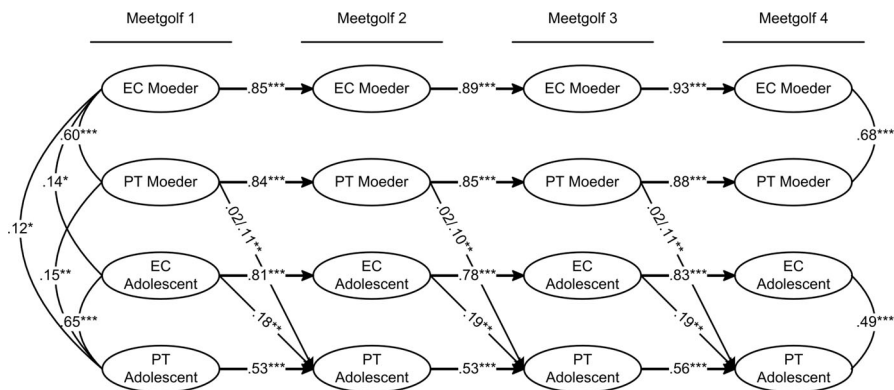 Meetgolf 1 Meetgolf 2 Meetgolf 3 Meetgolf 4
EC Moeder .85*** EC Moeder .89*** EC Moeder .93*** EC Moeder
.60*** .68***
PT Moeder .84*** PT Moeder .85*** PT Moeder .88*** PT Moeder
.14*
.12* .02/.11** .02/.10** .02/.11**
.15**
EC Adolescent .81*** EC Adolescent .78*** EC Adolescent .83*** EC Adolescent
.65*** .18** .19** .19** .49***
PT Adolescent .53*** PT Adolescent .53*** PT Adolescent .56*** PT Adolescent